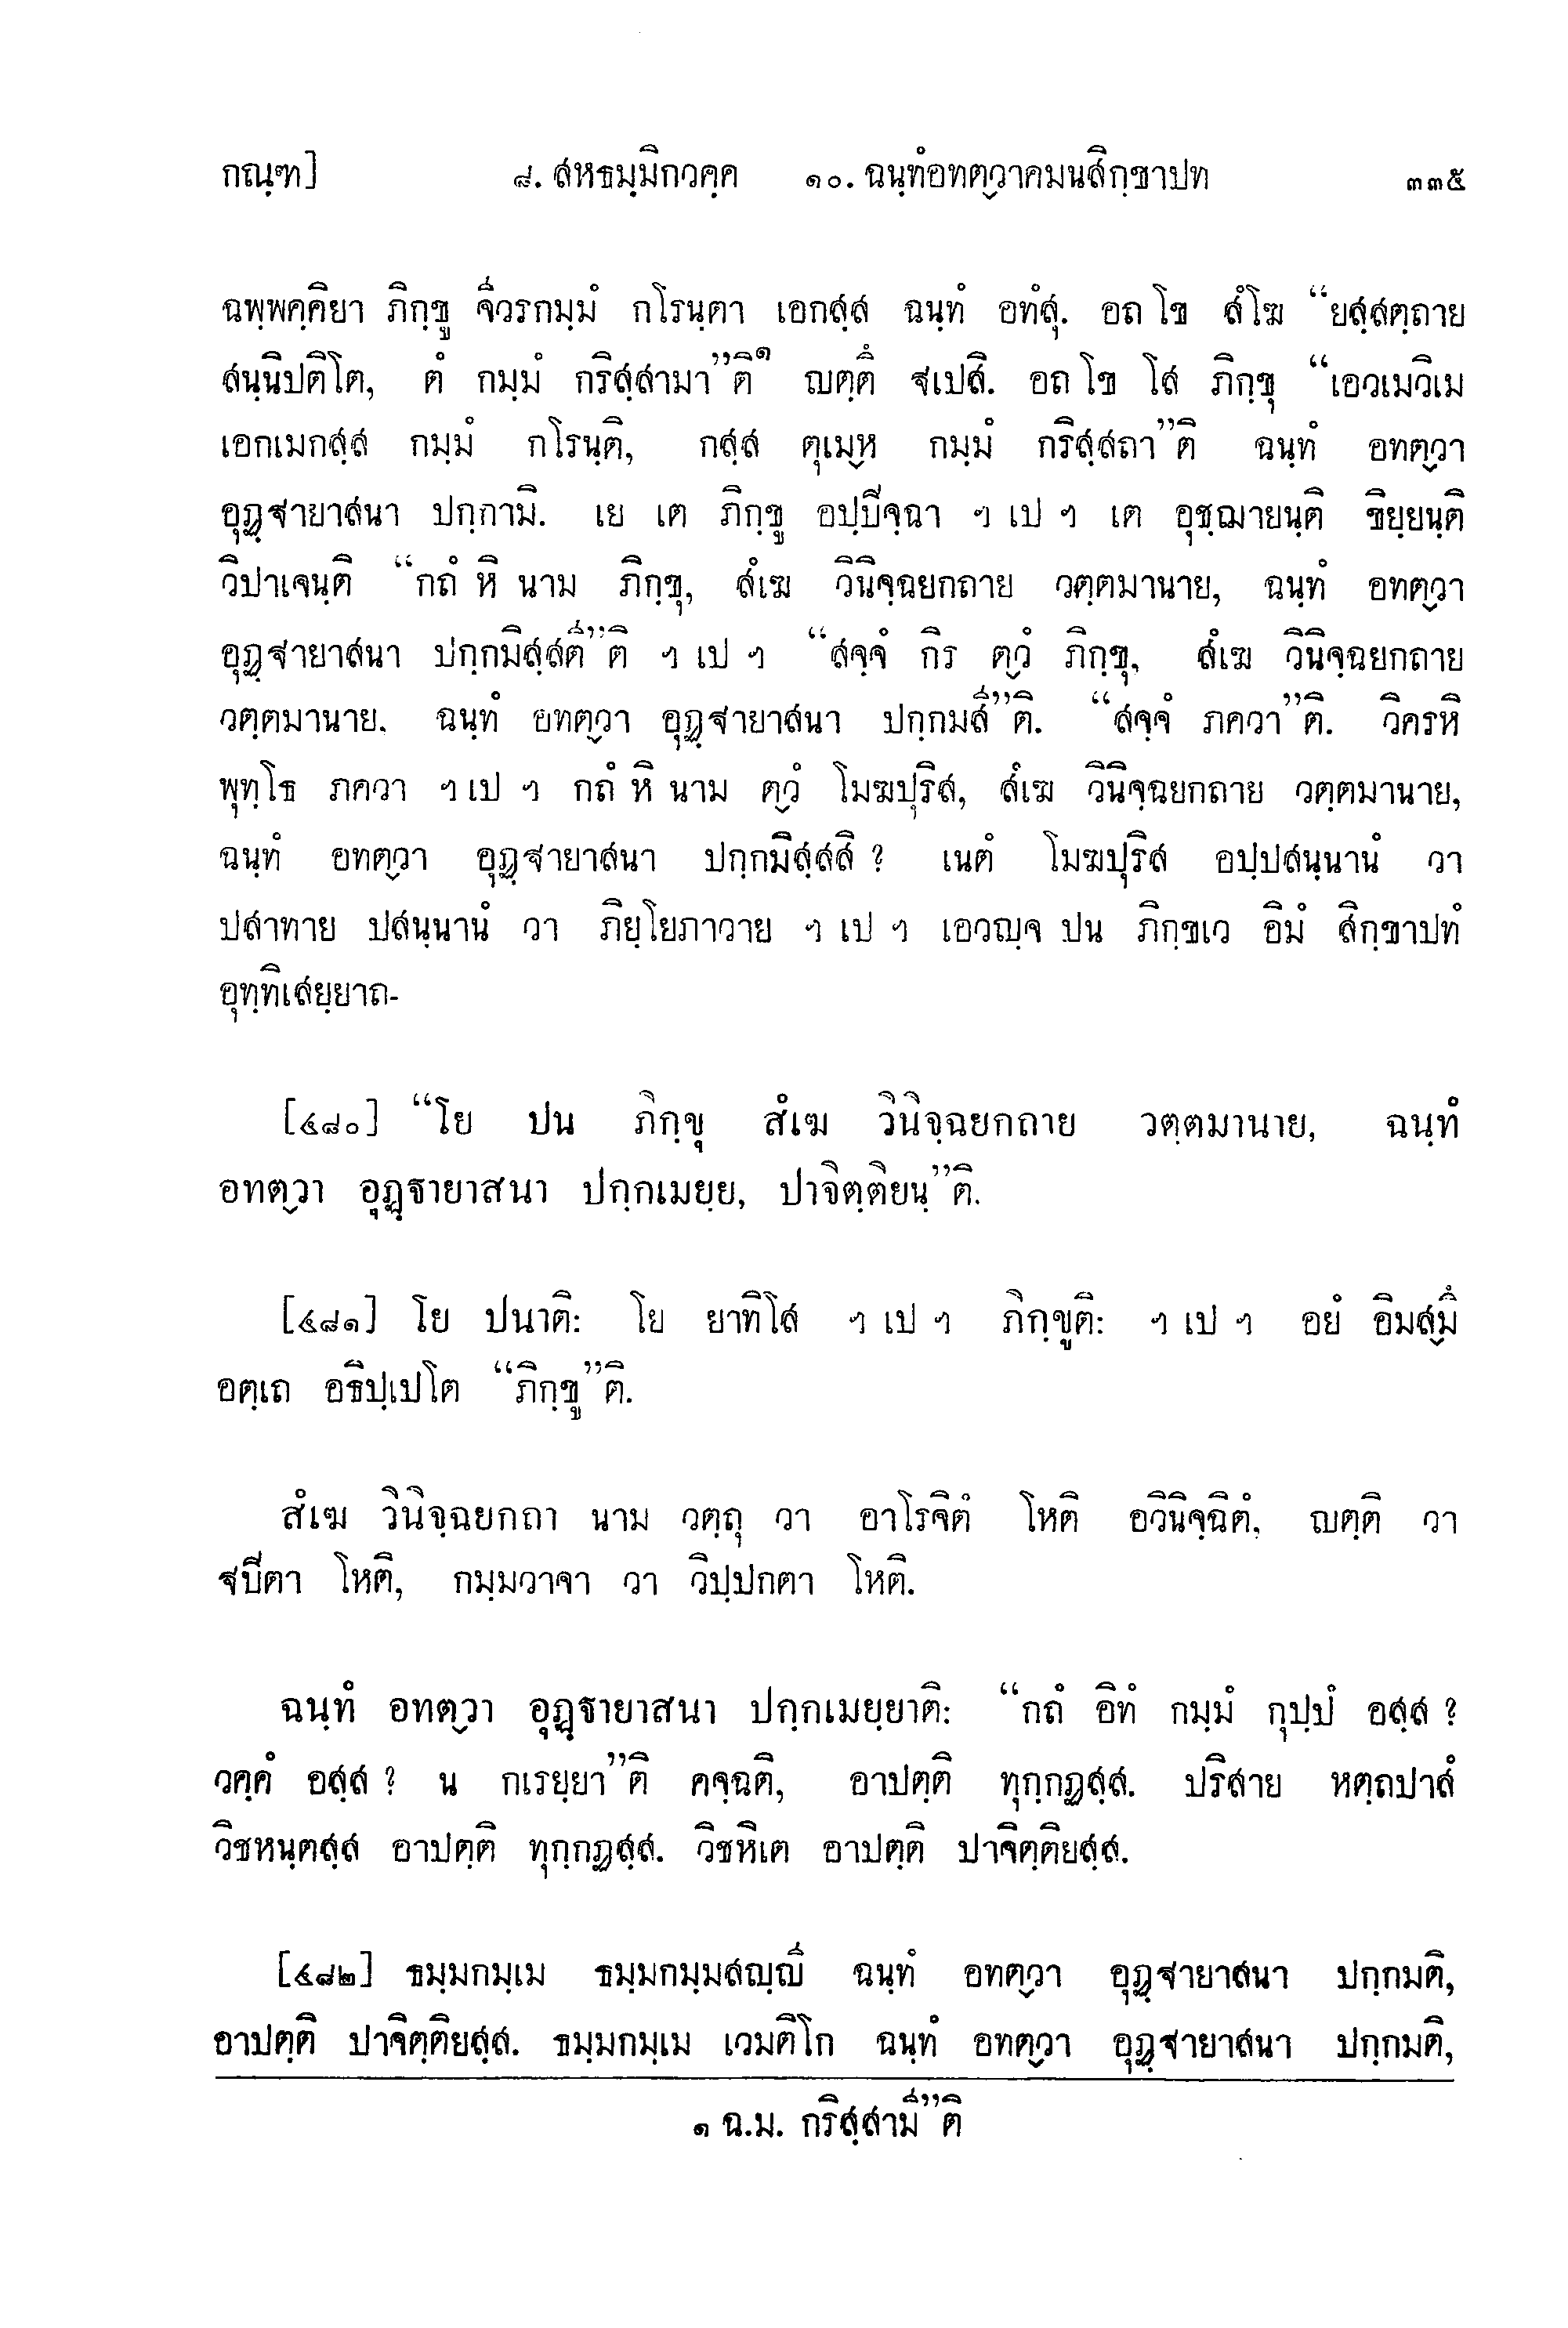 กณฺฑ] ๘. สหธมฺมิกวคฺค ๑๐. ฉนฺทํอทตฺวาคมนสิกฺขาปท ๓๓๕
ฉพฺพคฺคิยา ภิกฺขู จีวรกมฺมํ กโรนฺตา เอกสฺส ฉนฺทํ อทํสุ. อถ โข สํโฆ “ยสฺสตฺถาย
สนฺนิปติโต, ตํ กมฺมํ กริสฺสามา”ติ๑ ญตฺตึ ฐเปสิ. อถ โข โส ภิกฺขุ “เอวเมวิเม
เอกเมกสฺส กมฺมํ กโรนฺติ, กสฺส ตุเมฺห กมฺมํ กริสฺสถา”ติ ฉนฺทํ อทตฺวา
อุฏฺฐายาสนา ปกฺกามิ. เย เต ภิกฺขู อปฺปิจฺฉา ฯ เป ฯ เต อุชฺฌายนฺติ ขิยฺยนฺติ
วิปาเจนฺติ “กถํ หิ นาม ภิกฺขุ, สํเฆ วินิจฺฉยกถาย วตฺตมานาย, ฉนฺทํ อทตฺวา
อุฏฺฐายาสนา ปกฺกมิสฺสตี”ติ ฯ เป ฯ “สจฺจํ กิร ตฺวํ ภิกฺขุ, สํเฆ วินิจฺฉยกถาย
วตฺตมานาย, ฉนฺทํ อทตฺวา อุฏฺฐายาสนา ปกฺกมสี”ติ. “สจฺจํ ภควา”ติ. วิครหิ
พุทฺโธ ภควา ฯ เป ฯ กถํ หิ นาม ตฺวํ โมฆปุริส, สํเฆ วินิจฺฉยกถาย วตฺตมานาย,
ฉนฺทํ อทตฺวา อุฏฺฐายาสนา ปกฺกมิสฺสสิ ? เนตํ โมฆปุริส อปฺปสนฺนานํ วา
ปสาทาย ปสนฺนานํ วา ภิยฺโยภาวาย ฯ เป ฯ เอวญฺจ ปน ภิกฺขเว อิมํ สิกฺขาปทํ
อุทฺทิเสยฺยาถ-
[๔๘๐] “โย ปน ภิกฺขุ สํเฆ วินิจฺฉยกถาย วตฺตมานาย, ฉนฺทํ
อทตฺวา อุฏฺฐายาสนา ปกฺกเมยฺย, ปาจิตฺติยนฺ”ติ.
[๔๘๑] โย ปนาติ: โย ยาทิโส ฯ เป ฯ ภิกฺขูติ: ฯ เป ฯ อยํ อิมสฺมึ
อตฺเถ อธิปฺเปโต “ภิกฺขู”ติ.
สํเฆ วินิจฺฉยกถา นาม วตฺถุ วา อาโรจิตํ โหติ อวินิจฺฉิตํ, ญตฺติ วา
ฐปิตา โหติ, กมฺมวาจา วา วิปฺปกตา โหติ.
ฉนฺทํ อทตฺวา อุฏฺฐายาสนา ปกฺกเมยฺยาติ: “กถํ อิทํ กมฺมํ กุปฺปํ อสฺส ?
วคฺคํ อสฺส ? น กเรยฺยา”ติ คจฺฉติ, อาปตฺติ ทุกฺกฏสฺส. ปริสาย หตฺถปาสํ
วิชหนฺตสฺส อาปตฺติ ทุกฺกฏสฺส. วิชหิเต อาปตฺติ ปาจิตฺติยสฺส.
[๔๘๒] ธมฺมกมฺเม ธมฺมกมฺมสญฺญี ฉนฺทํ อทตฺวา อุฏฺฐายาสนา ปกฺกมติ,
อาปตฺติ ปาจิตฺติยสฺส. ธมฺมกมฺเม เวมติโก ฉนฺทํ อทตฺวา อุฏฺฐายาสนา ปกฺกมติ,
๑ ฉ.ม. กริสฺสามี”ติ